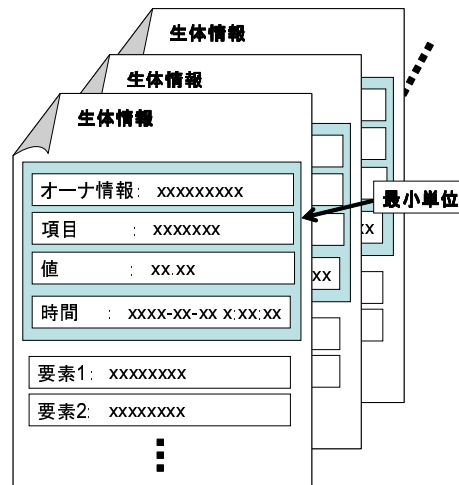 生体情報
生体情報
生体情報
オーナ情報: xxxxxxxxx
項目 : xxxxxxx
値 : xx.xx
時間 : xxxx-xx-xx x:xx:xx
要素1: xxxxxxxx
要素2: xxxxxxxx
最小単位
xx
xx